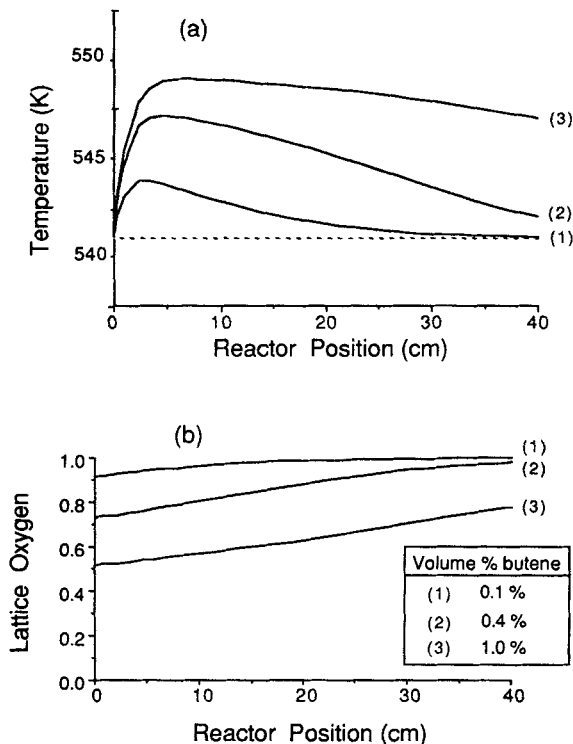 (a)
Temperature (K)
550
545
540
(3)
(2)
(1)
0 10 20 30 40
Reactor Position (cm)
(b)
Lattice Oxygen
1.0
0.8
0.6
0.4
0.2
0.0
(1)
(2)
(3)
Volume % butene
(1) 0.1 %
(2) 0.4 %
(3) 1.0 %
0 10 20 30 40
Reactor Position (cm)